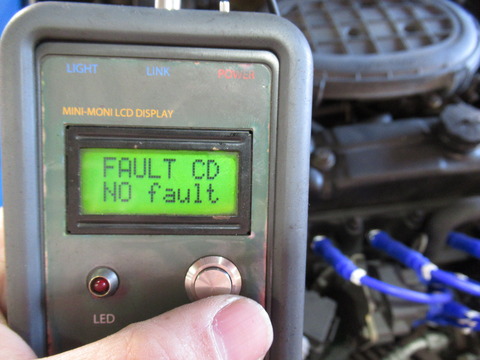 LIGHT LINK POWER
MINI-MONI LCD DISPLAY
FAULT CD
NO fault
LED